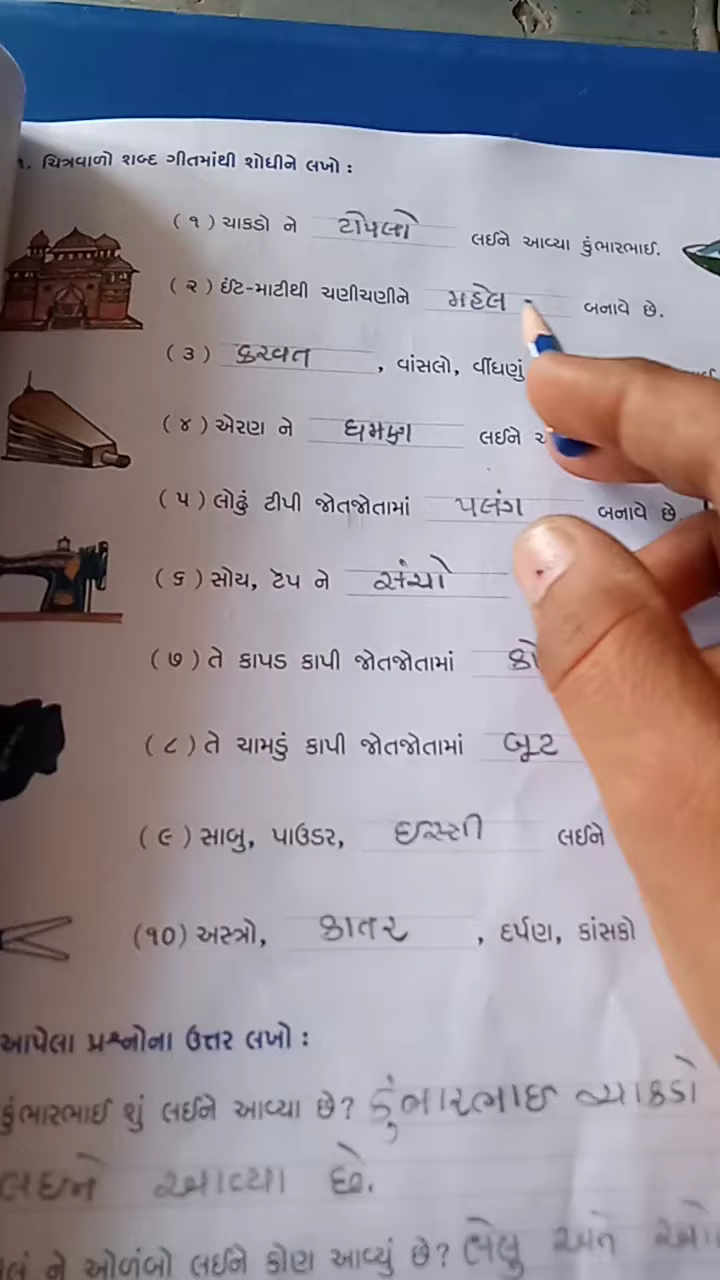 ૧. ચિત્રવાળો શબ્દ ગીતમાંથી શોધીને લખો :
(૧) ચાકડો ને ટોપલો લઈને આવ્યા કુંભારભાઈ.
(૨) ઈંટ-માટીથી ચણીચણીને મહેલ બનાવે છે.
(૩) કરવત, વાંસલો, વીંધણું
(૪) એરણ ને ધમણ લઈને
(૫) લોઢું ટીપી જોતજોતામાં પલંગ બનાવે છે
(૬) સોય, ટેપ ને સંચો
(૭) તે કાપડ કાપી જોતજોતામાં
(૮) તે ચામડું કાપી જોતજોતામાં બૂટ
(૯) સાબુ, પાઉડર, ઇસ્ત્રી લઈને
(૧૦) અસ્ત્રો, કાતર, દર્પણ, કાંસકો
આપેલા પ્રશ્નોના ઉત્તર લખો :
કુંભારભાઈ શું લઈને આવ્યા છે? કુંભારભાઇ ચાકડો
લઇને આવ્યા છે.
ને ઓળંબો લઈને કોણ આવ્યું છે? લેલુ અને